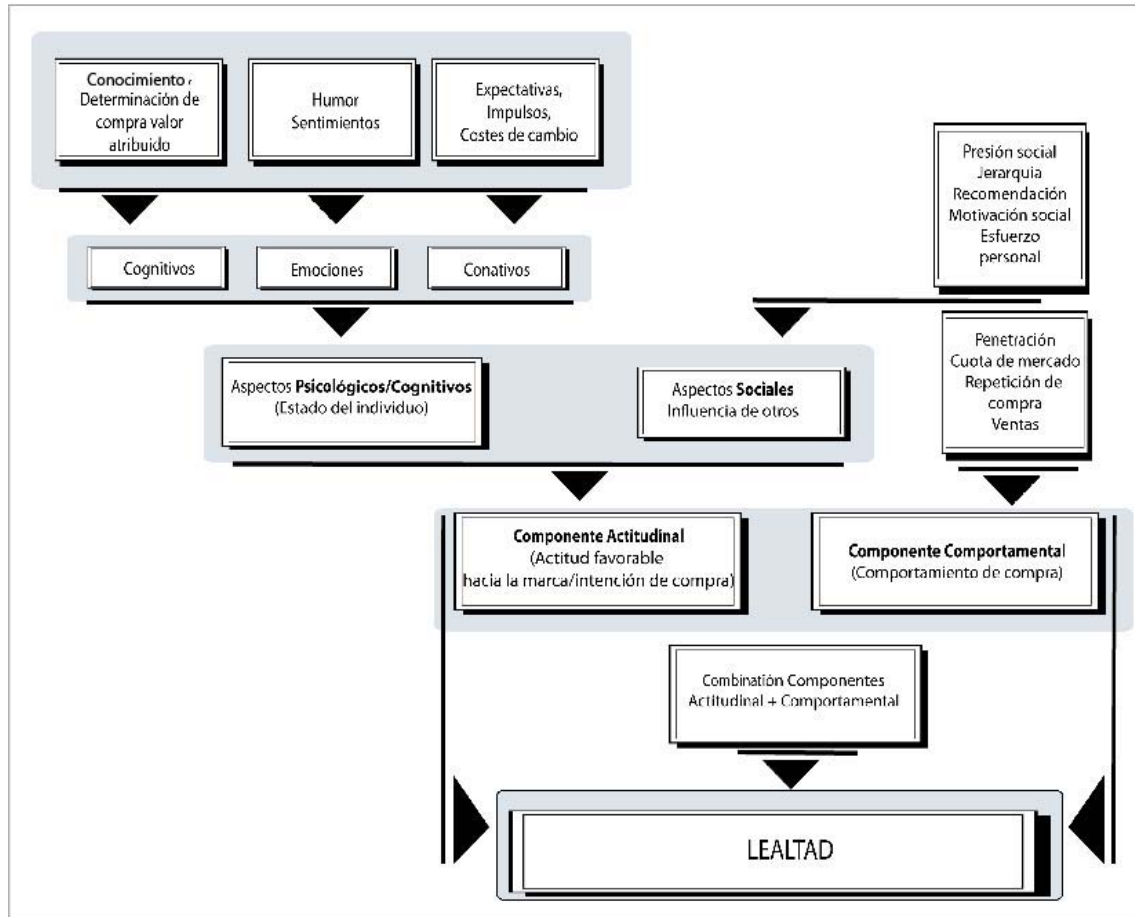 Conocimiento,
Determinación de
compra valor
atribuido
Humor
Sentimientos
Expectativas,
Impulsos,
Costes de cambio
Presión social
Jerarquia
Recomendación
Motivación social
Esfuerzo
personal
Cognitivos
Emociones
Conativos
Penetración
Cuota de mercado
Repetición de
compra
Ventas
Aspectos Psicológicos/Cognitivos
(Estado del individuo)
Aspectos Sociales
Influencia de otros
Componente Actitudinal
(Actitud favorable
hacia la marca/intención de compra)
Componente Comportamental
(Comportamiento de compra)
Combinatión Componentes
Actitudinal + Comportamental
LEALTAD